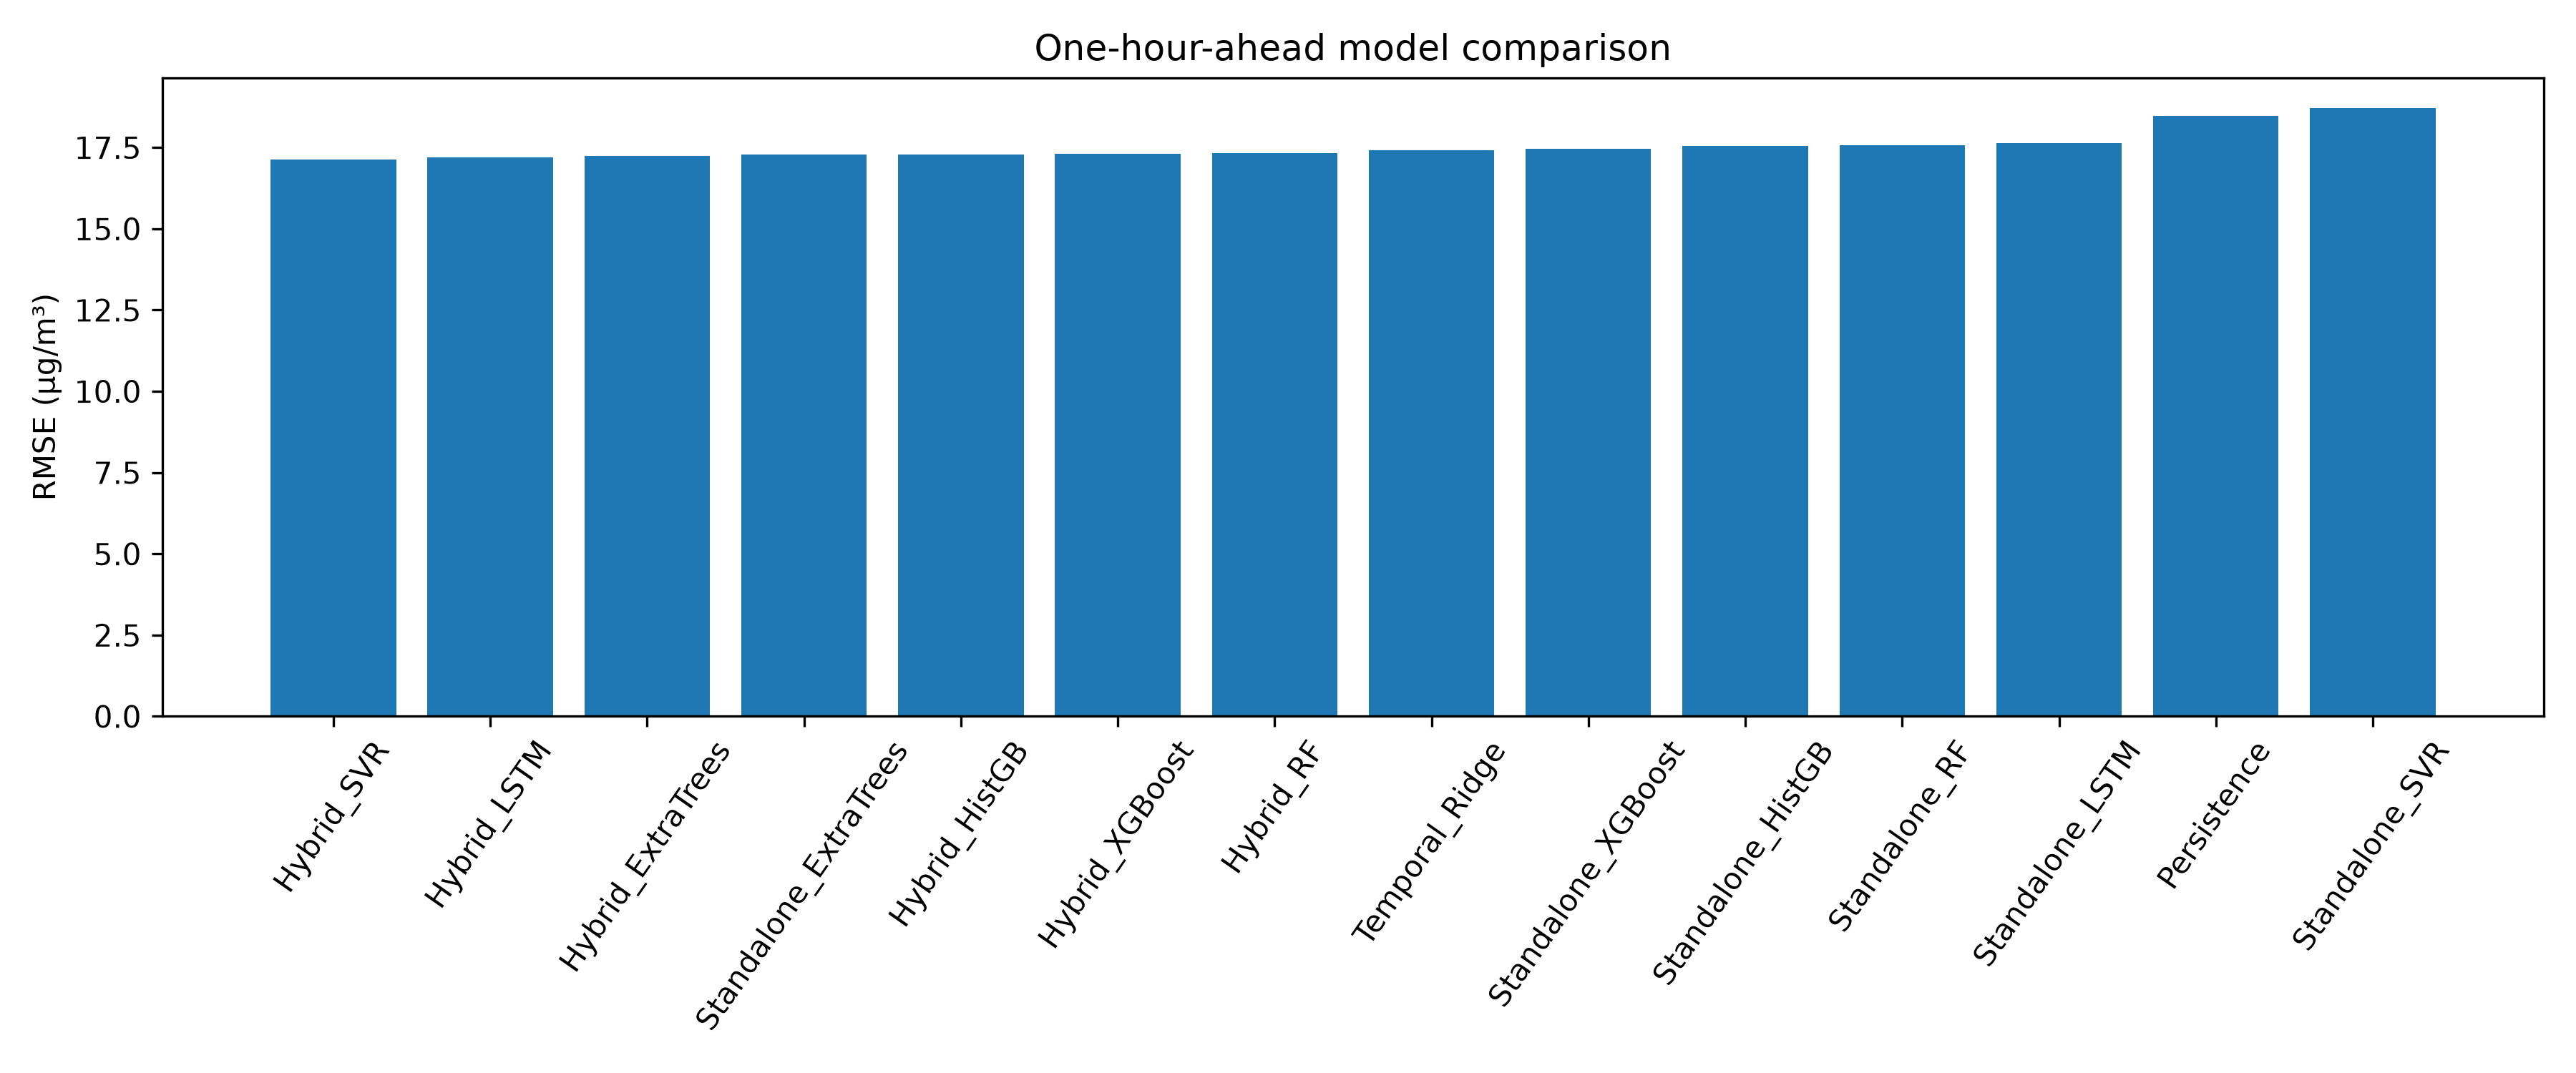 One-hour-ahead model comparison
RMSE (µg/m³)
17.5
15.0
12.5
10.0
7.5
5.0
2.5
0.0
Hybrid_SVR
Hybrid_LSTM
Hybrid_ExtraTrees
Standalone_ExtraTrees
Hybrid_HistGB
Hybrid_XGBoost
Hybrid_RF
Temporal_Ridge
Standalone_XGBoost
Standalone_HistGB
Standalone_RF
Standalone_LSTM
Persistence
Standalone_SVR